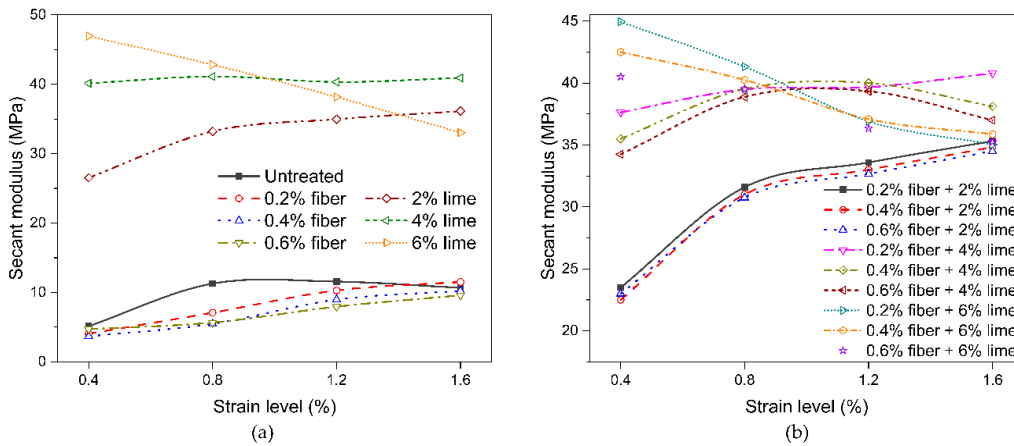 (a)
50
40
30
20
10
0
Secant modulus (MPa)
Untreated
0.2% fiber
0.4% fiber
0.6% fiber
2% lime
4% lime
6% lime
0.4
0.8
1.2
1.6
Strain level (%)
(a)
(b)
45
40
35
30
25
20
Secant modulus (MPa)
0.2% fiber + 2% lime
0.4% fiber + 2% lime
0.6% fiber + 2% lime
0.2% fiber + 4% lime
0.4% fiber + 4% lime
0.6% fiber + 4% lime
0.2% fiber + 6% lime
0.4% fiber + 6% lime
0.6% fiber + 6% lime
0.4
0.8
1.2
1.6
Strain level (%)
(b)